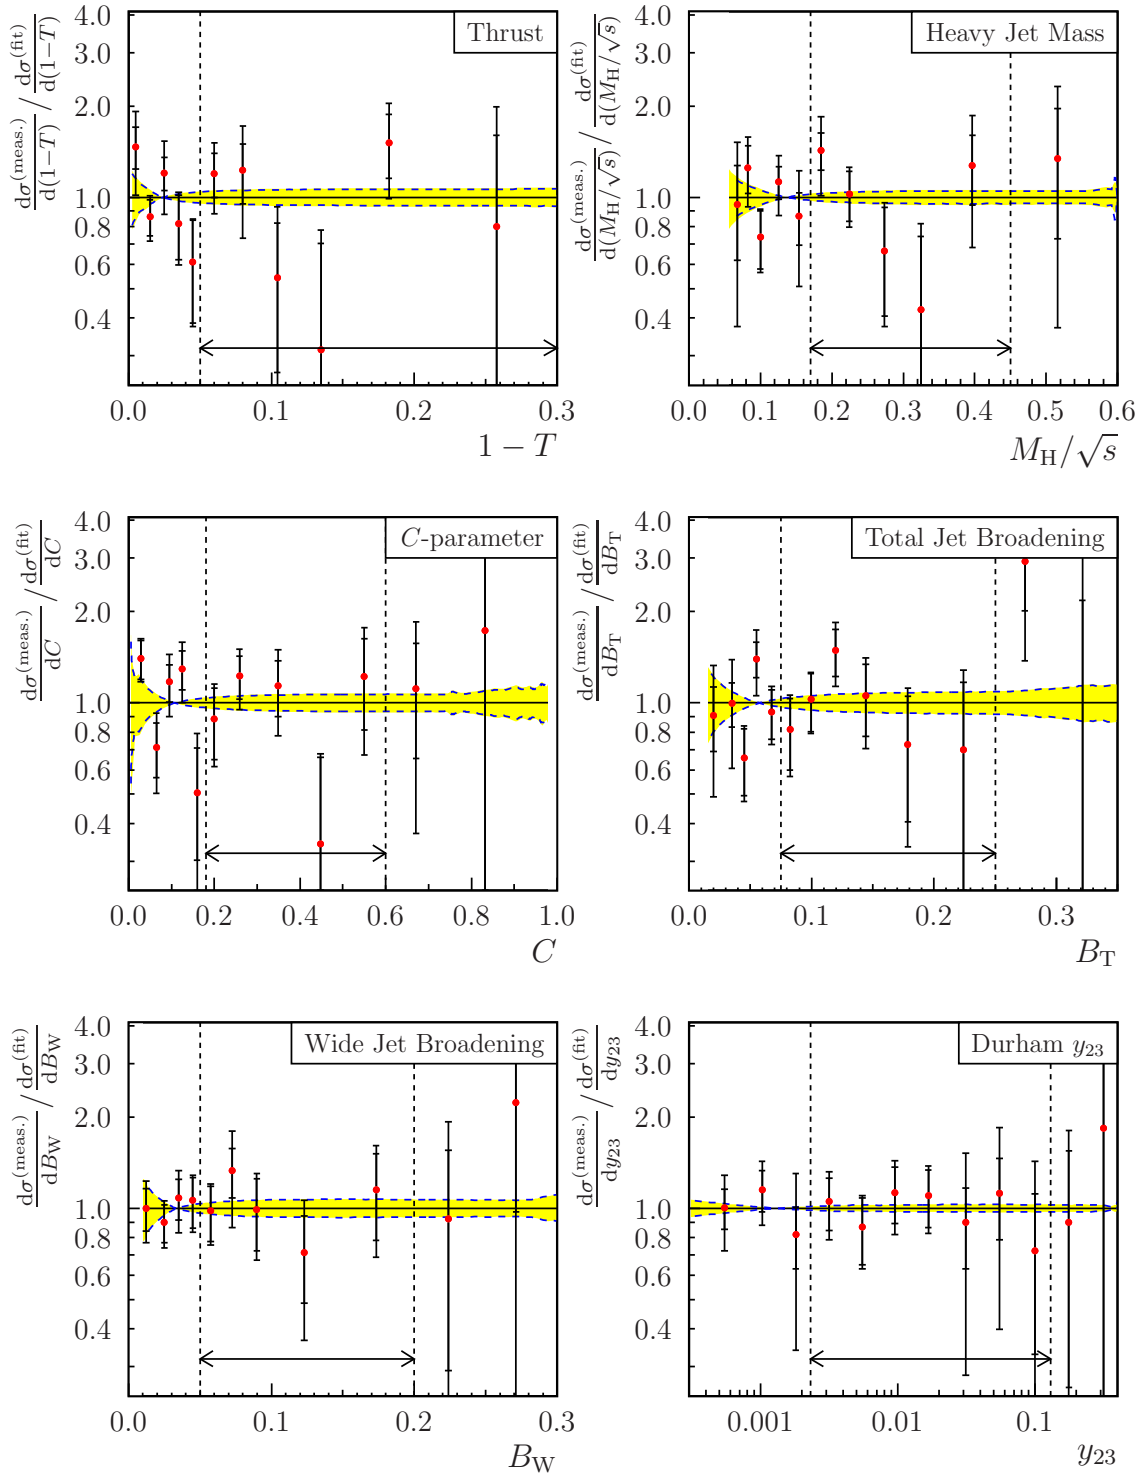 Thrust
dσ(meas.)/d(1−T) / dσ(fit)/d(1−T)
4.0
3.0
2.0
1.0
0.8
0.6
0.4
0.0 0.1 0.2 0.3
1 − T
Heavy Jet Mass
dσ(meas.)/d(M_H/√s) / dσ(fit)/d(M_H/√s)
4.0
3.0
2.0
1.0
0.8
0.6
0.4
0.0 0.1 0.2 0.3 0.4 0.5 0.6
M_H/√s
C-parameter
dσ(meas.)/dC / dσ(fit)/dC
4.0
3.0
2.0
1.0
0.8
0.6
0.4
0.0 0.2 0.4 0.6 0.8 1.0
C
Total Jet Broadening
dσ(meas.)/dB_T / dσ(fit)/dB_T
4.0
3.0
2.0
1.0
0.8
0.6
0.4
0.0 0.1 0.2 0.3
B_T
Wide Jet Broadening
dσ(meas.)/dB_W / dσ(fit)/dB_W
4.0
3.0
2.0
1.0
0.8
0.6
0.4
0.0 0.1 0.2 0.3
B_W
Durham y₂₃
dσ(meas.)/dy₂₃ / dσ(fit)/dy₂₃
4.0
3.0
2.0
1.0
0.8
0.6
0.4
0.001 0.01 0.1
y₂₃